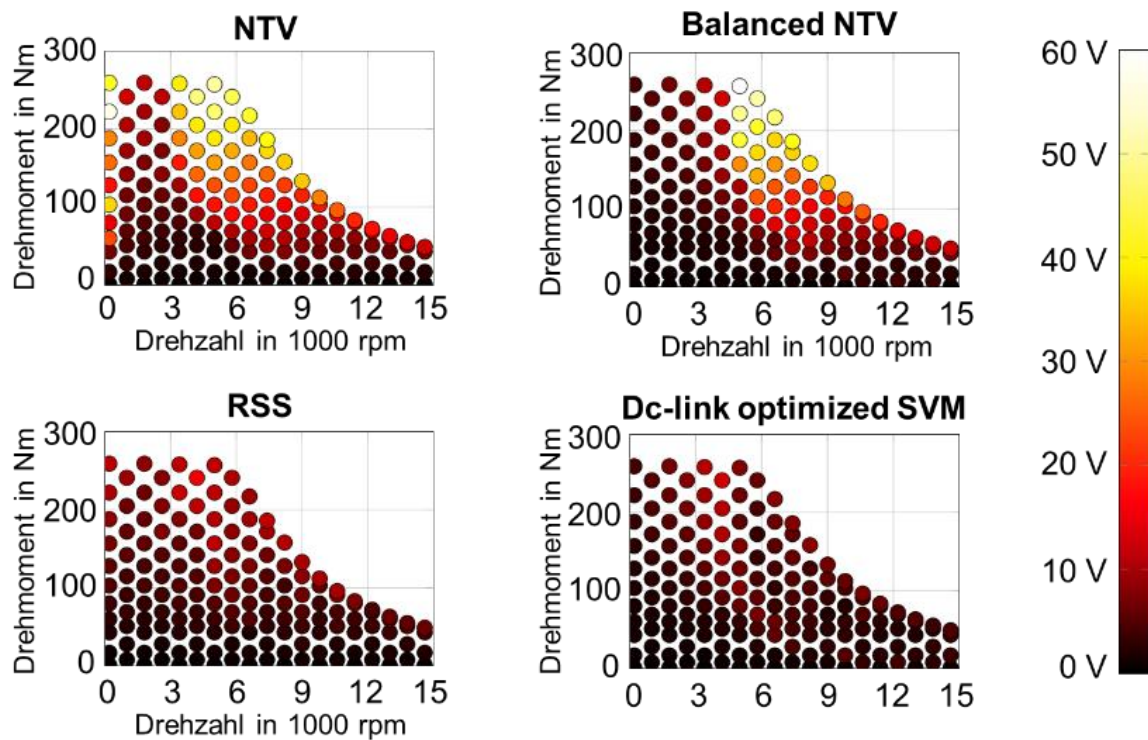 NTV
Drehmoment in Nm
300
200
100
0
0 3 6 9 12 15
Drehzahl in 1000 rpm
Balanced NTV
Drehmoment in Nm
300
200
100
0
0 3 6 9 12 15
Drehzahl in 1000 rpm
RSS
Drehmoment in Nm
300
200
100
0
0 3 6 9 12 15
Drehzahl in 1000 rpm
Dc-link optimized SVM
Drehmoment in Nm
300
200
100
0
0 3 6 9 12 15
Drehzahl in 1000 rpm
60 V
50 V
40 V
30 V
20 V
10 V
0 V